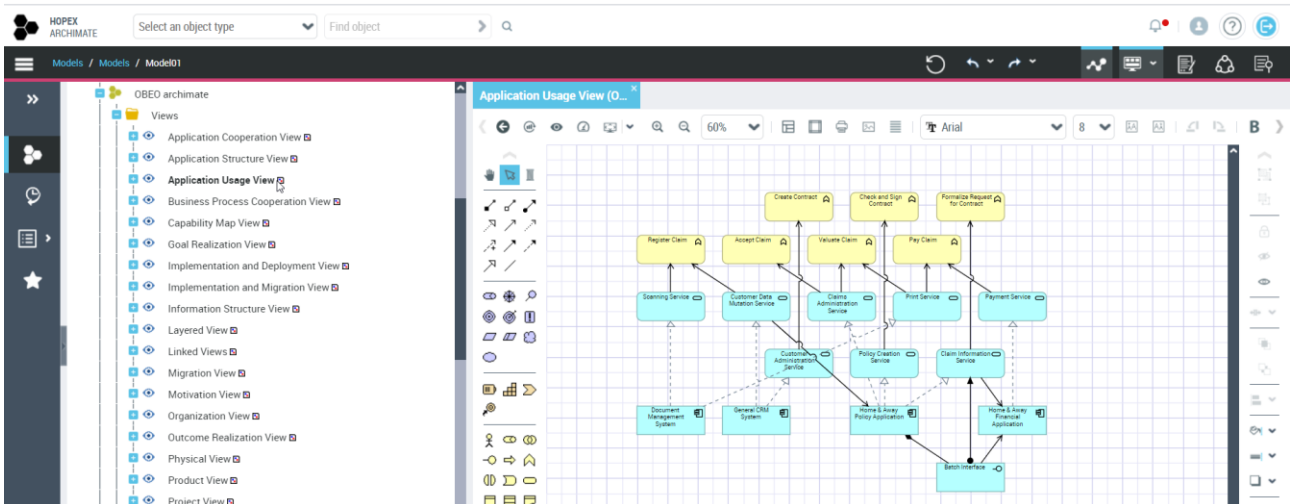 HOPEX
ARCHIMATE
Select an object type
Find object
Models / Models / Model01
OBEO archimate
Views
Application Cooperation View
Application Structure View
Application Usage View
Business Process Cooperation View
Capability Map View
Goal Realization View
Implementation and Deployment View
Implementation and Migration View
Information Structure View
Layered View
Linked Views
Migration View
Motivation View
Organization View
Outcome Realization View
Physical View
Product View
Project View
Application Usage View (O...
60%
Arial
8
B
Create Contract
Check and Sign
Contract
Formalize Request
for Contract
Register Claim
Accept Claim
Valuate Claim
Pay Claim
Scanning Service
Customer Data
Mutation Service
Claims
Administration
Service
Print Service
Payment Service
Customer
Administration
Service
Policy Creation
Service
Claim Information
Service
Document
Management
System
General CRM
System
Home & Away
Policy Application
Home & Away
Financial
Application
Batch Interface